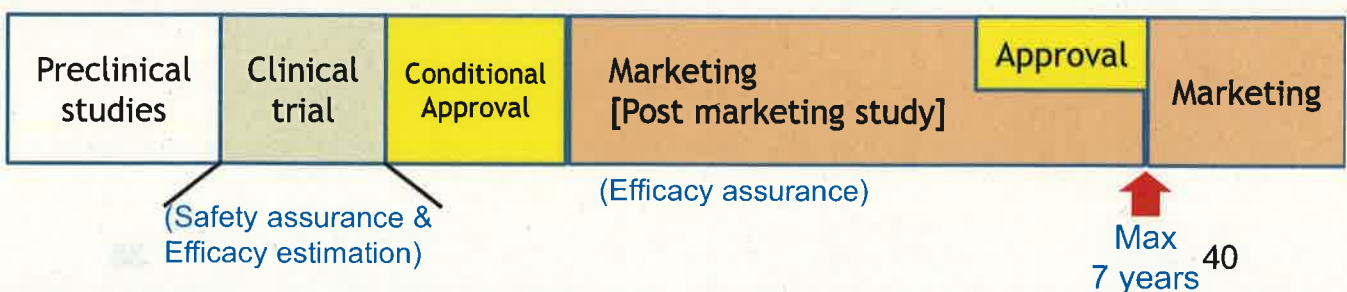 Preclinical
studies
Clinical
trial
Conditional
Approval
Marketing
[Post marketing study]
Approval
Marketing
(Safety assurance &
Efficacy estimation)
(Efficacy assurance)
Max
7 years
40